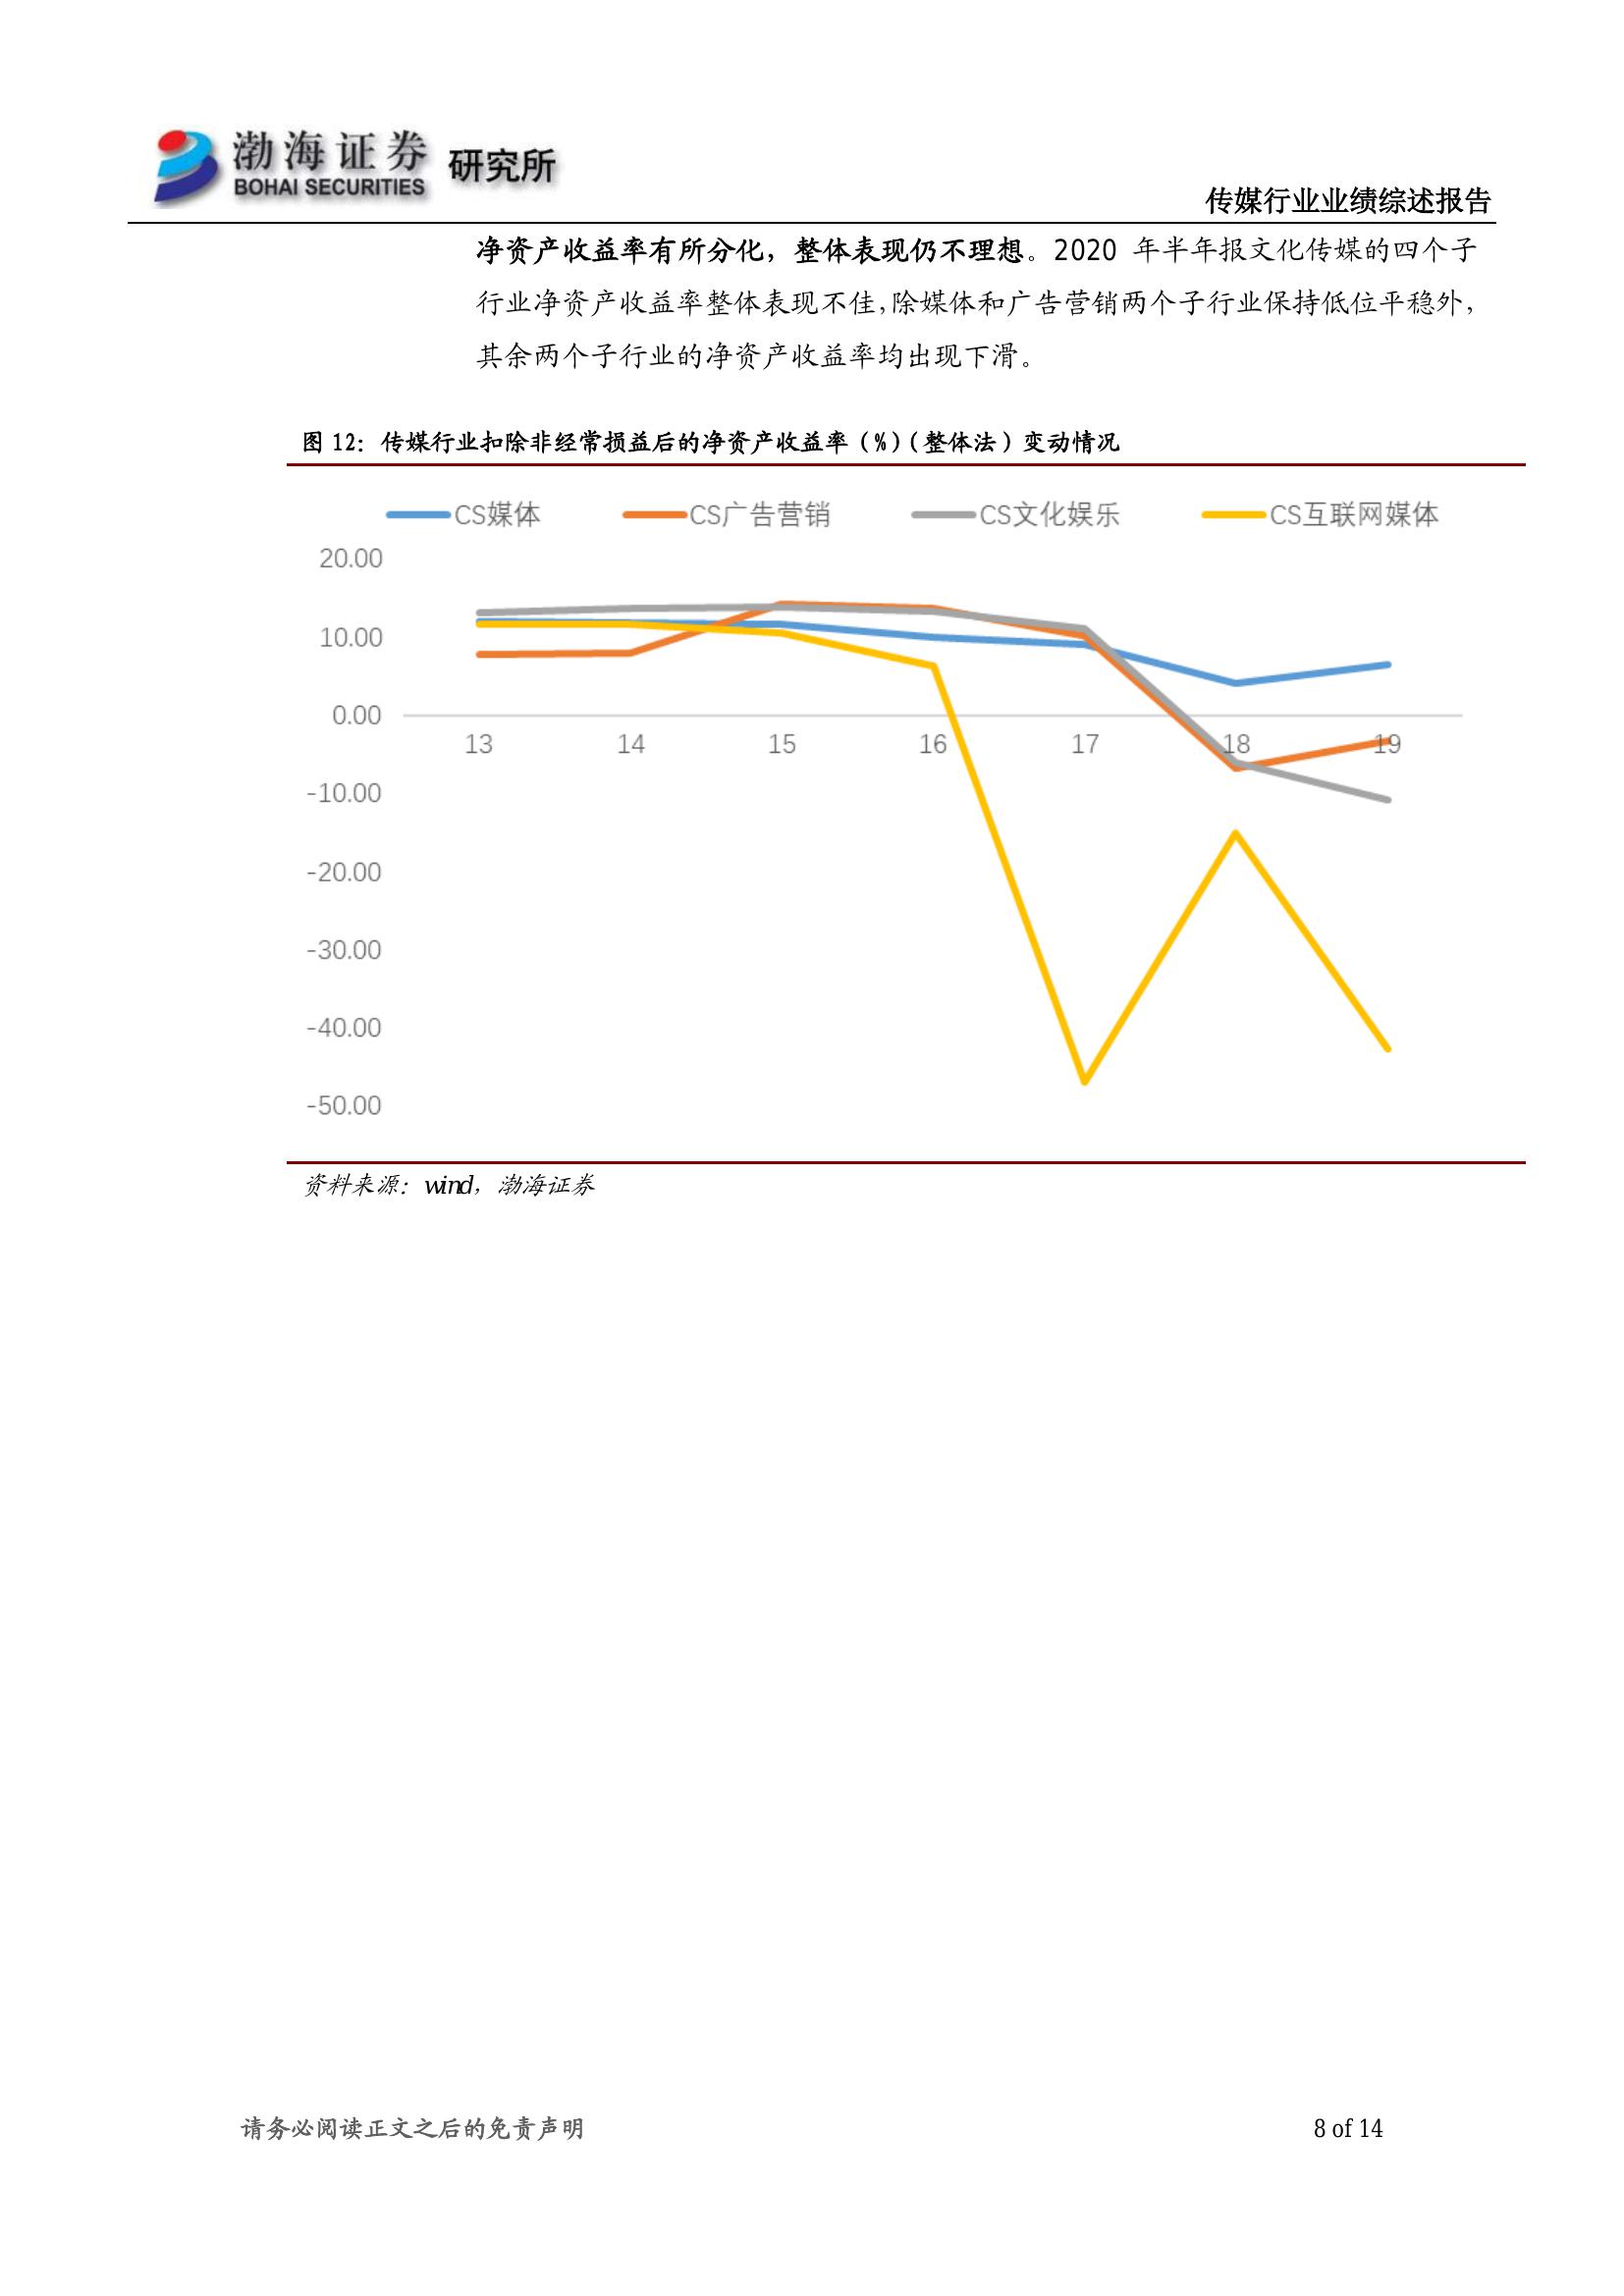 渤海证券
BOHAI SECURITIES
研究所
传媒行业业绩综述报告
净资产收益率有所分化，整体表现仍不理想。2020 年半年报文化传媒的四个子
行业净资产收益率整体表现不佳，除媒体和广告营销两个子行业保持低位平稳外，
其余两个子行业的净资产收益率均出现下滑。
图 12：传媒行业扣除非经常损益后的净资产收益率（%）（整体法）变动情况
CS媒体 CS广告营销 CS文化娱乐 CS互联网媒体
20.00
10.00
0.00
13 14 15 16 17 18 19
-10.00
-20.00
-30.00
-40.00
-50.00
资料来源：wind，渤海证券
请务必阅读正文之后的免责声明 8 of 14